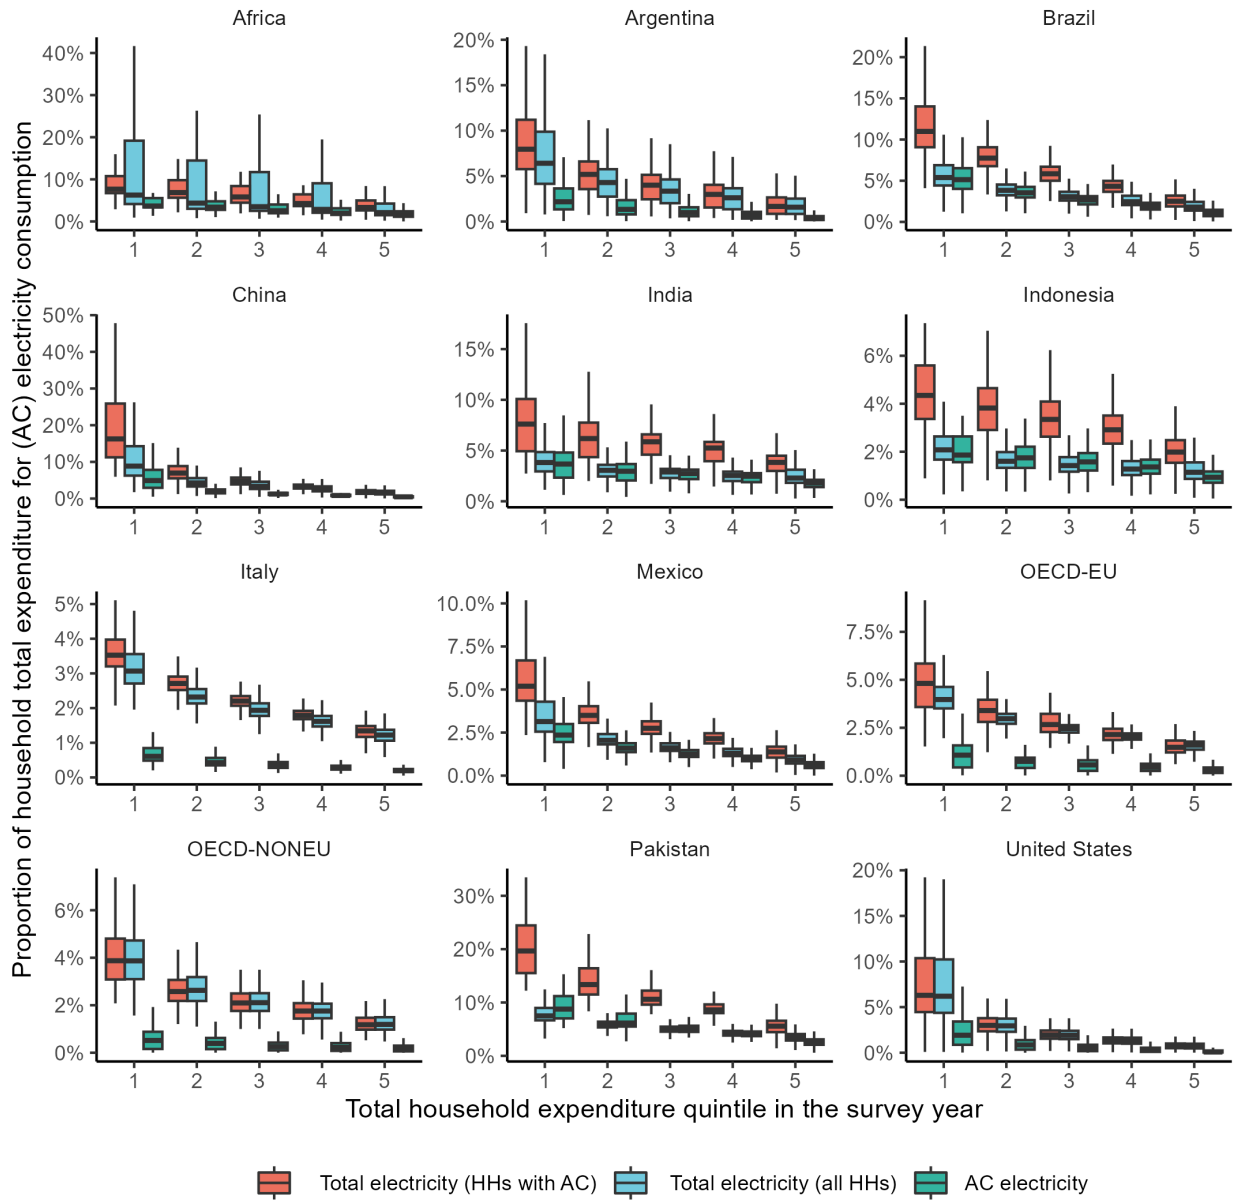 Proportion of household total expenditure for (AC) electricity consumption
Africa
40%
30%
20%
10%
0%
1 2 3 4 5
Argentina
20%
15%
10%
5%
0%
1 2 3 4 5
Brazil
20%
15%
10%
5%
0%
1 2 3 4 5
China
50%
40%
30%
20%
10%
0%
1 2 3 4 5
India
15%
10%
5%
0%
1 2 3 4 5
Indonesia
6%
4%
2%
0%
1 2 3 4 5
Italy
5%
4%
3%
2%
1%
0%
1 2 3 4 5
Mexico
10.0%
7.5%
5.0%
2.5%
0.0%
1 2 3 4 5
OECD-EU
7.5%
5.0%
2.5%
0.0%
1 2 3 4 5
OECD-NONEU
6%
4%
2%
0%
1 2 3 4 5
Pakistan
30%
20%
10%
0%
1 2 3 4 5
United States
20%
15%
10%
5%
0%
1 2 3 4 5
Total household expenditure quintile in the survey year
Total electricity (HHs with AC) Total electricity (all HHs) AC electricity